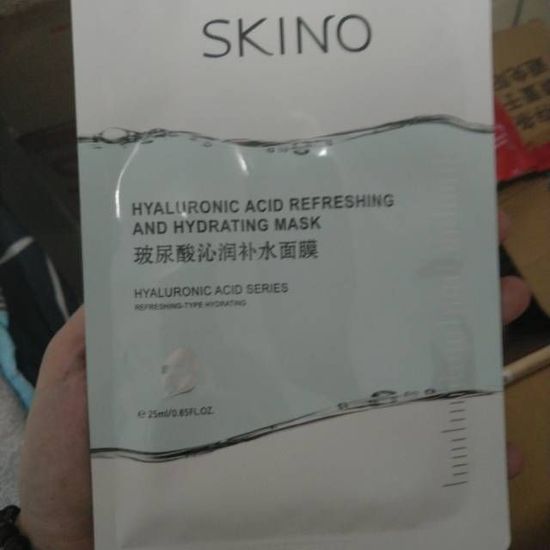 SKINO
HYALURONIC ACID REFRESHING
AND HYDRATING MASK
玻尿酸沁润补水面膜
HYALURONIC ACID SERIES
REFRESHING-TYPE HYDRATING
℮ 25ml/0.85FL.OZ.